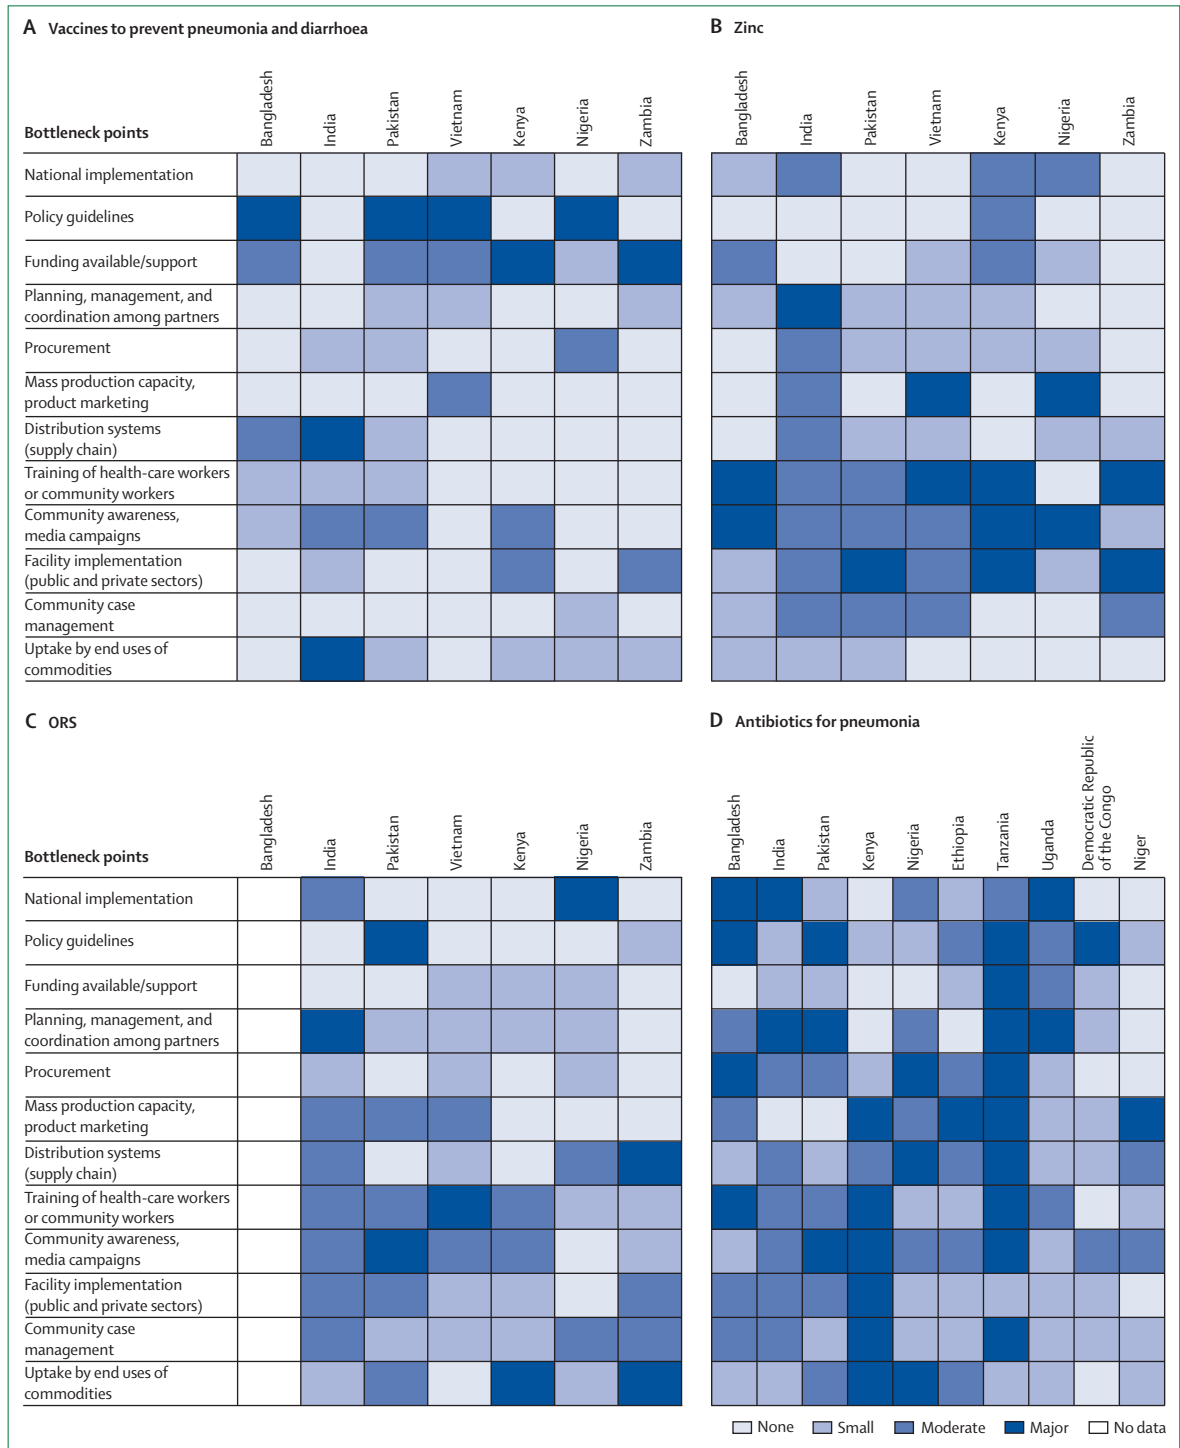 A Vaccines to prevent pneumonia and diarrhoea
Bottleneck points
Bangladesh
India
Pakistan
Vietnam
Kenya
Nigeria
Zambia
National implementation
Policy guidelines
Funding available/support
Planning, management, and
coordination among partners
Procurement
Mass production capacity,
product marketing
Distribution systems
(supply chain)
Training of health-care workers
or community workers
Community awareness,
media campaigns
Facility implementation
(public and private sectors)
Community case
management
Uptake by end uses of
commodities
B Zinc
Bangladesh
India
Pakistan
Vietnam
Kenya
Nigeria
Zambia
C ORS
Bottleneck points
Bangladesh
India
Pakistan
Vietnam
Kenya
Nigeria
Zambia
National implementation
Policy guidelines
Funding available/support
Planning, management, and
coordination among partners
Procurement
Mass production capacity,
product marketing
Distribution systems
(supply chain)
Training of health-care workers
or community workers
Community awareness,
media campaigns
Facility implementation
(public and private sectors)
Community case
management
Uptake by end uses of
commodities
D Antibiotics for pneumonia
Bangladesh
India
Pakistan
Kenya
Nigeria
Ethiopia
Tanzania
Uganda
Democratic Republic
of the Congo
Niger
None
Small
Moderate
Major
No data